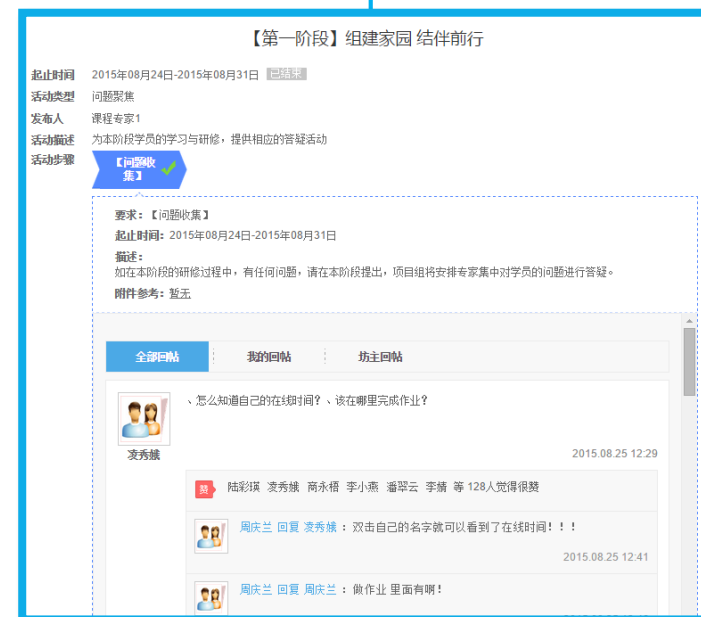 【第一阶段】组建家园 结伴前行
起止时间 2015年08月24日-2015年08月31日 已结束
活动类型 问题聚焦
发布人 课程专家1
活动描述 为本阶段学员的学习与研修，提供相应的答疑活动
活动步骤 【问题收
集】
要求：【问题收集】
起止时间：2015年08月24日-2015年08月31日
描述：
如在本阶段的研修过程中，有任何问题，请在本阶段提出，项目组将安排专家集中对学员的问题进行答疑。
附件参考：暂无
全部回帖 我的回帖 坊主回帖
、怎么知道自己的在线时间？、该在哪里完成作业？
凌秀娥
2015.08.25 12:29
赞 陆彩瑛 凌秀娥 商永梧 李小燕 潘翠云 李婧 等 128人觉得很赞
周庆兰 回复 凌秀娥 ：双击自己的名字就可以看到了在线时间！！！
2015.08.25 12:41
周庆兰 回复 周庆兰 ：做作业 里面有啊！